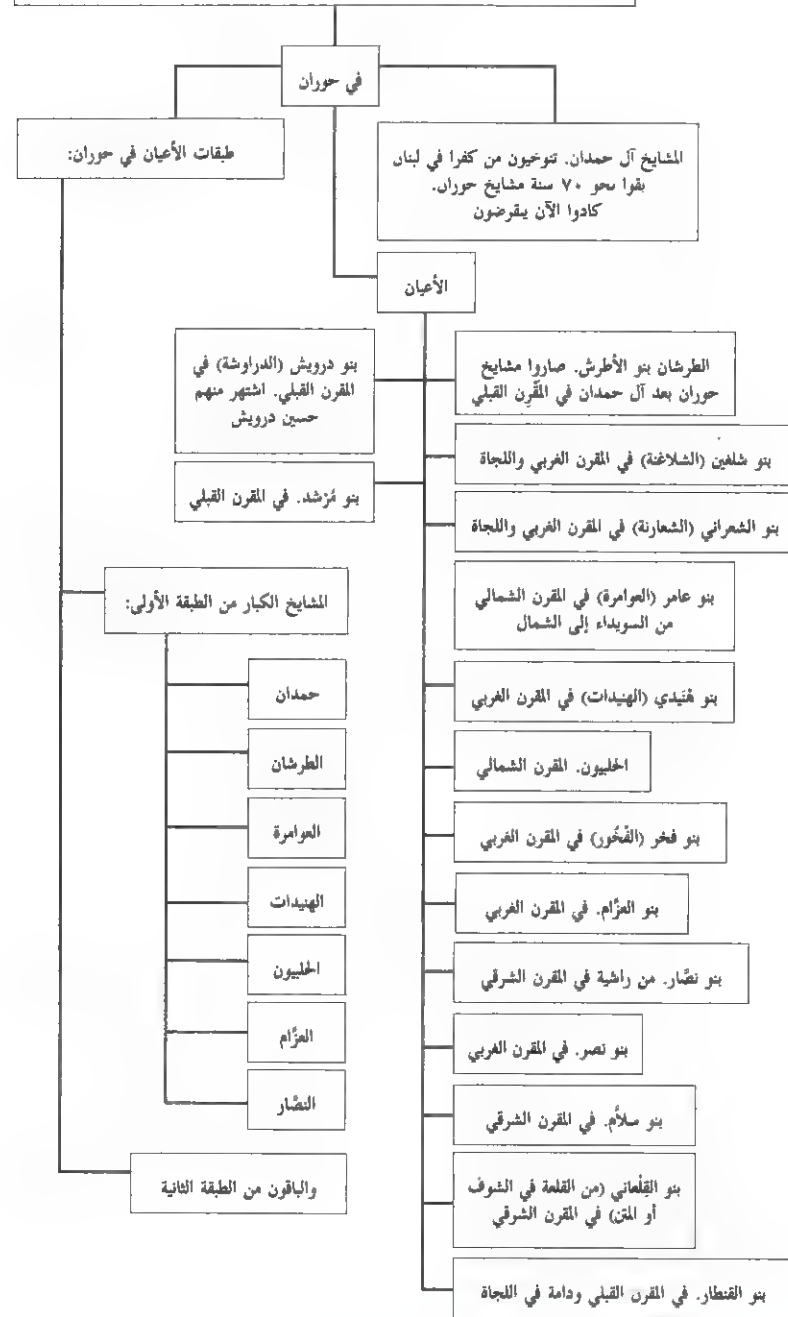 في حوران
المشايخ آل حمدان. تنوخيون من كفرا في لبنان
بقوا نحو ٧٠ سنة مشايخ حوران.
كادوا الآن ينقرضون
طبقات الأعيان في حوران:
الأعيان
الطرشان بنو الأطرش. صاروا مشايخ
حوران بعد آل حمدان في المقّرن القبلي
بنو درويش (الدراوشة) في
المقرن القبلي. اشتهر منهم
حسين درويش
بنو شلغين (الشلاغنة) في المقرن الغربي واللجاة
بنو مُرْشد. في المقرن القبلي
بنو الشعراني (الشعارنة) في المقرن الغربي واللجاة
بنو عامر (العوامرة) في المقرن الشمالي
من السويداء إلى الشمال
بنو هُنَيدي (الهنيدات) في المقرن الغربي
الحلبيون. المقرن الشمالي
بنو فخر (الفُخُور) في المقرن الغربي
بنو العزَّام. في المقرن الغربي
بنو نصَّار. من راشية في المقرن الشرقي
بنو نصر. في المقرن الغربي
بنو سلاَّم. في المقرن الشرقي
بنو القِلْعاني (من القلعة في الشوف
أو المتن) في المقرن الشرقي
بنو القنطار. في المقرن القبلي ودامة في اللجاة
المشايخ الكبار من الطبقة الأولى:
حمدان
الطرشان
العوامرة
الهنيدات
الحلبيون
العزَّام
النصَّار
والباقون من الطبقة الثانية